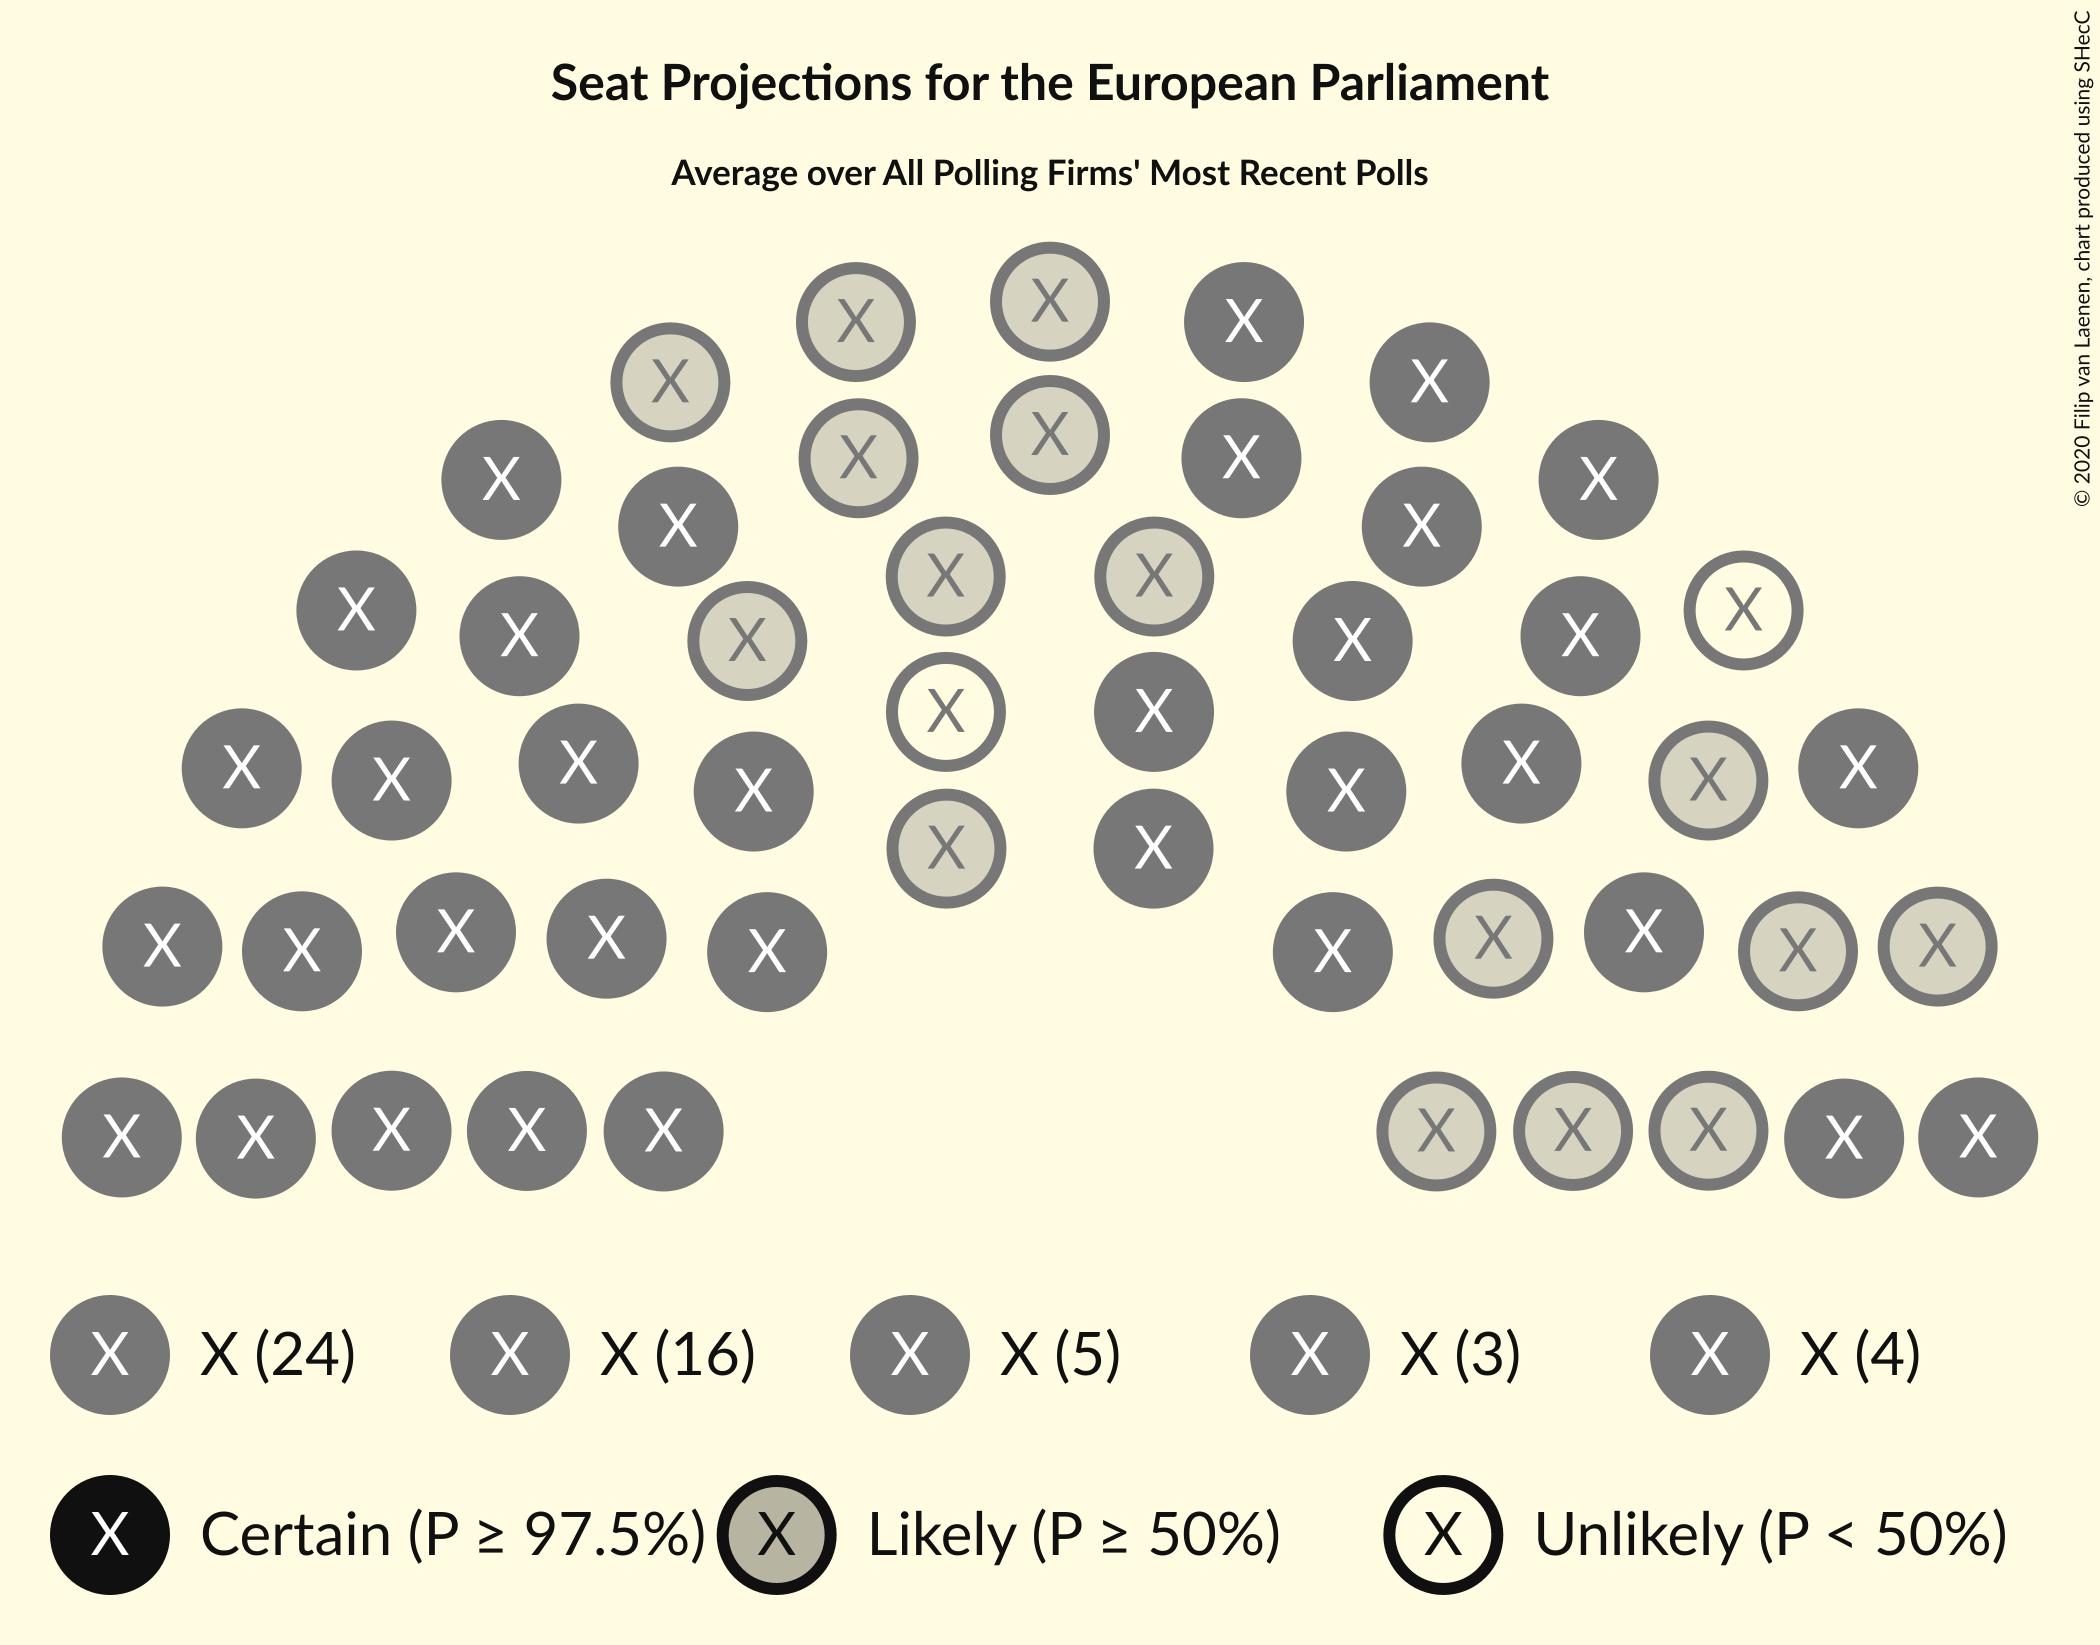 Seat Projections for the European Parliament
Average over All Polling Firms' Most Recent Polls
© 2020 Filip van Laenen, chart produced using SHecC
X
X X
X X
X
X X
X X
X X
X X
X X
X X
X X X
X X
X X
X X X X
X X
X X
X X
X X X X
X X X X
X X
X X X X X X
X X X X X X X X X X
X X (24) X X (16) X X (5) X X (3) X X (4)
X Certain (P ≥ 97.5%) X Likely (P ≥ 50%) X Unlikely (P < 50%)